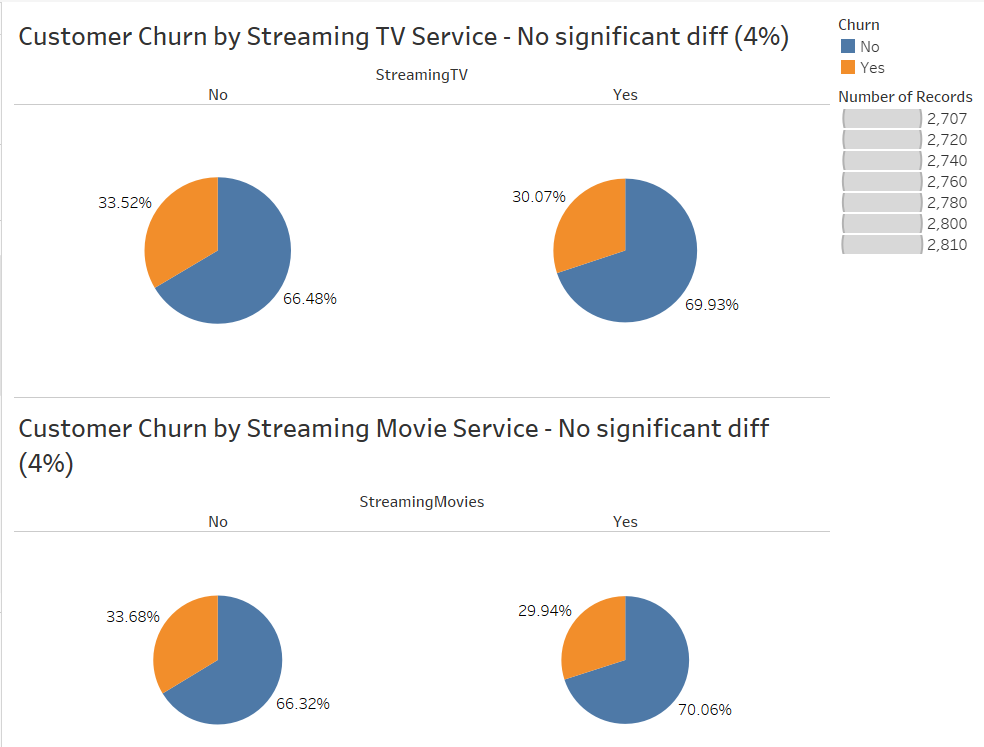 Customer Churn by Streaming TV Service - No significant diff (4%)
StreamingTV
No Yes
33.52%
66.48%
30.07%
69.93%
Customer Churn by Streaming Movie Service - No significant diff
(4%)
StreamingMovies
No Yes
33.68%
66.32%
29.94%
70.06%
Churn
No
Yes
Number of Records
2,707
2,720
2,740
2,760
2,780
2,800
2,810